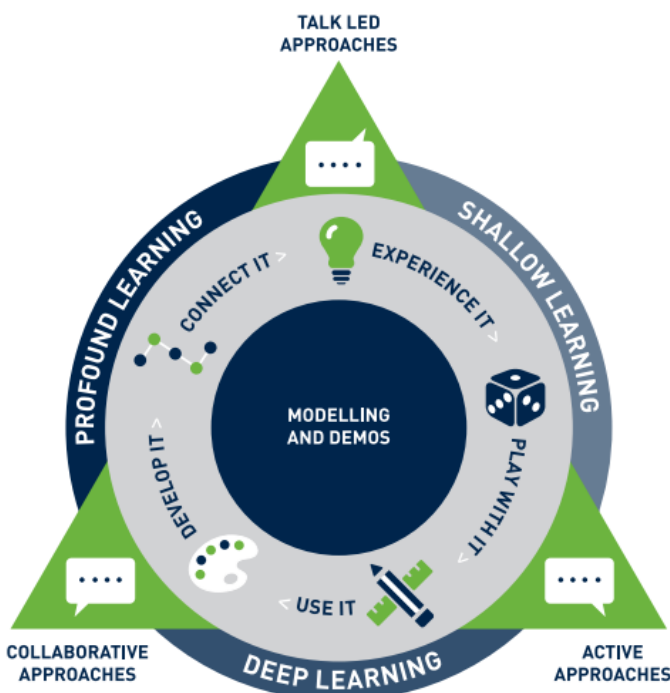 TALK LED
APPROACHES
PROFOUND LEARNING
SHALLOW LEARNING
CONNECT IT >
EXPERIENCE IT >
MODELLING
AND DEMOS
DEVELOP IT >
PLAY WITH IT >
< USE IT
COLLABORATIVE
APPROACHES
DEEP LEARNING
ACTIVE
APPROACHES